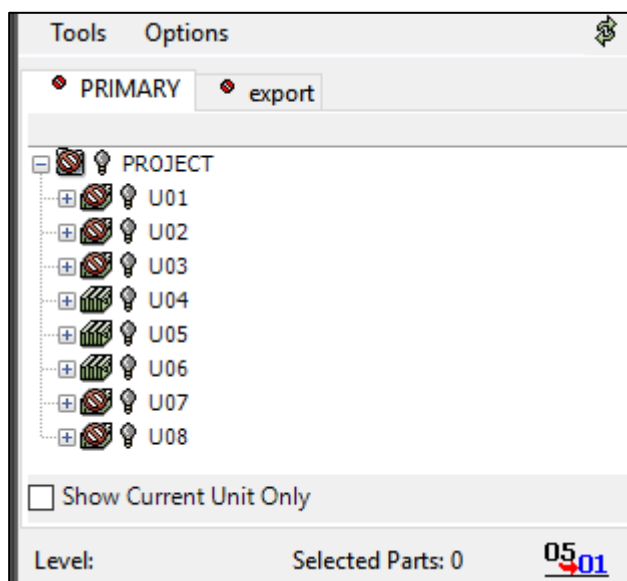 Tools Options
PRIMARY export
PROJECT
U01
U02
U03
U04
U05
U06
U07
U08
Show Current Unit Only
Level: Selected Parts: 0 05 01